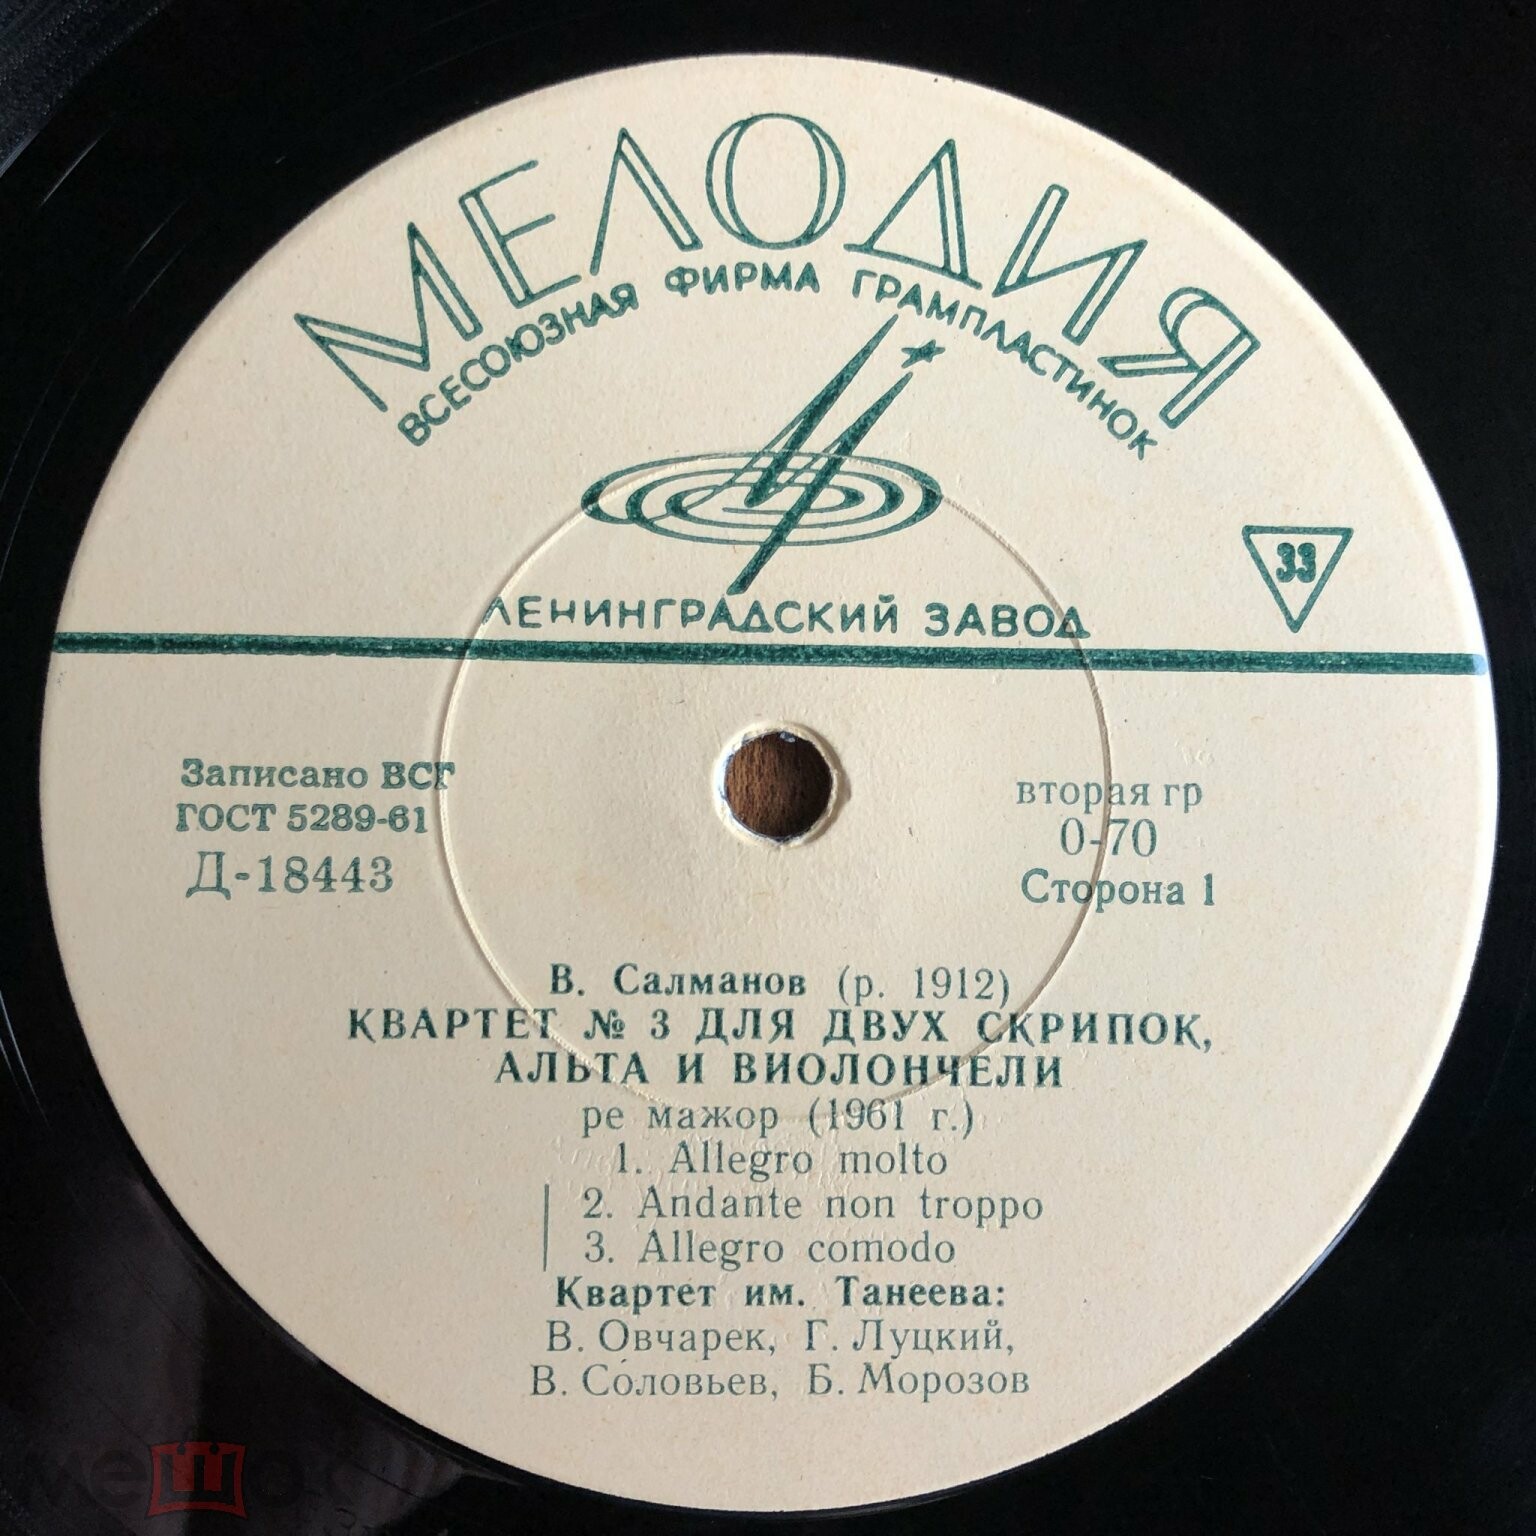 МЕЛОДИЯ
ВСЕСОЮЗНАЯ ФИРМА ГРАМПЛАСТИНОК
33
ЛЕНИНГРАДСКИЙ ЗАВОД
Записано ВСГ
ГОСТ 5289-61
Д-18443
вторая гр
0-70
Сторона 1
В. Салманов (р. 1912)
КВАРТЕТ № 3 ДЛЯ ДВУХ СКРИПОК,
АЛЬТА И ВИОЛОНЧЕЛИ
ре мажор (1961 г.)
1. Allegro molto
2. Andante non troppo
3. Allegro comodo
Квартет им. Танеева:
В. Овчарек, Г. Луцкий,
В. Соловьев, Б. Морозов